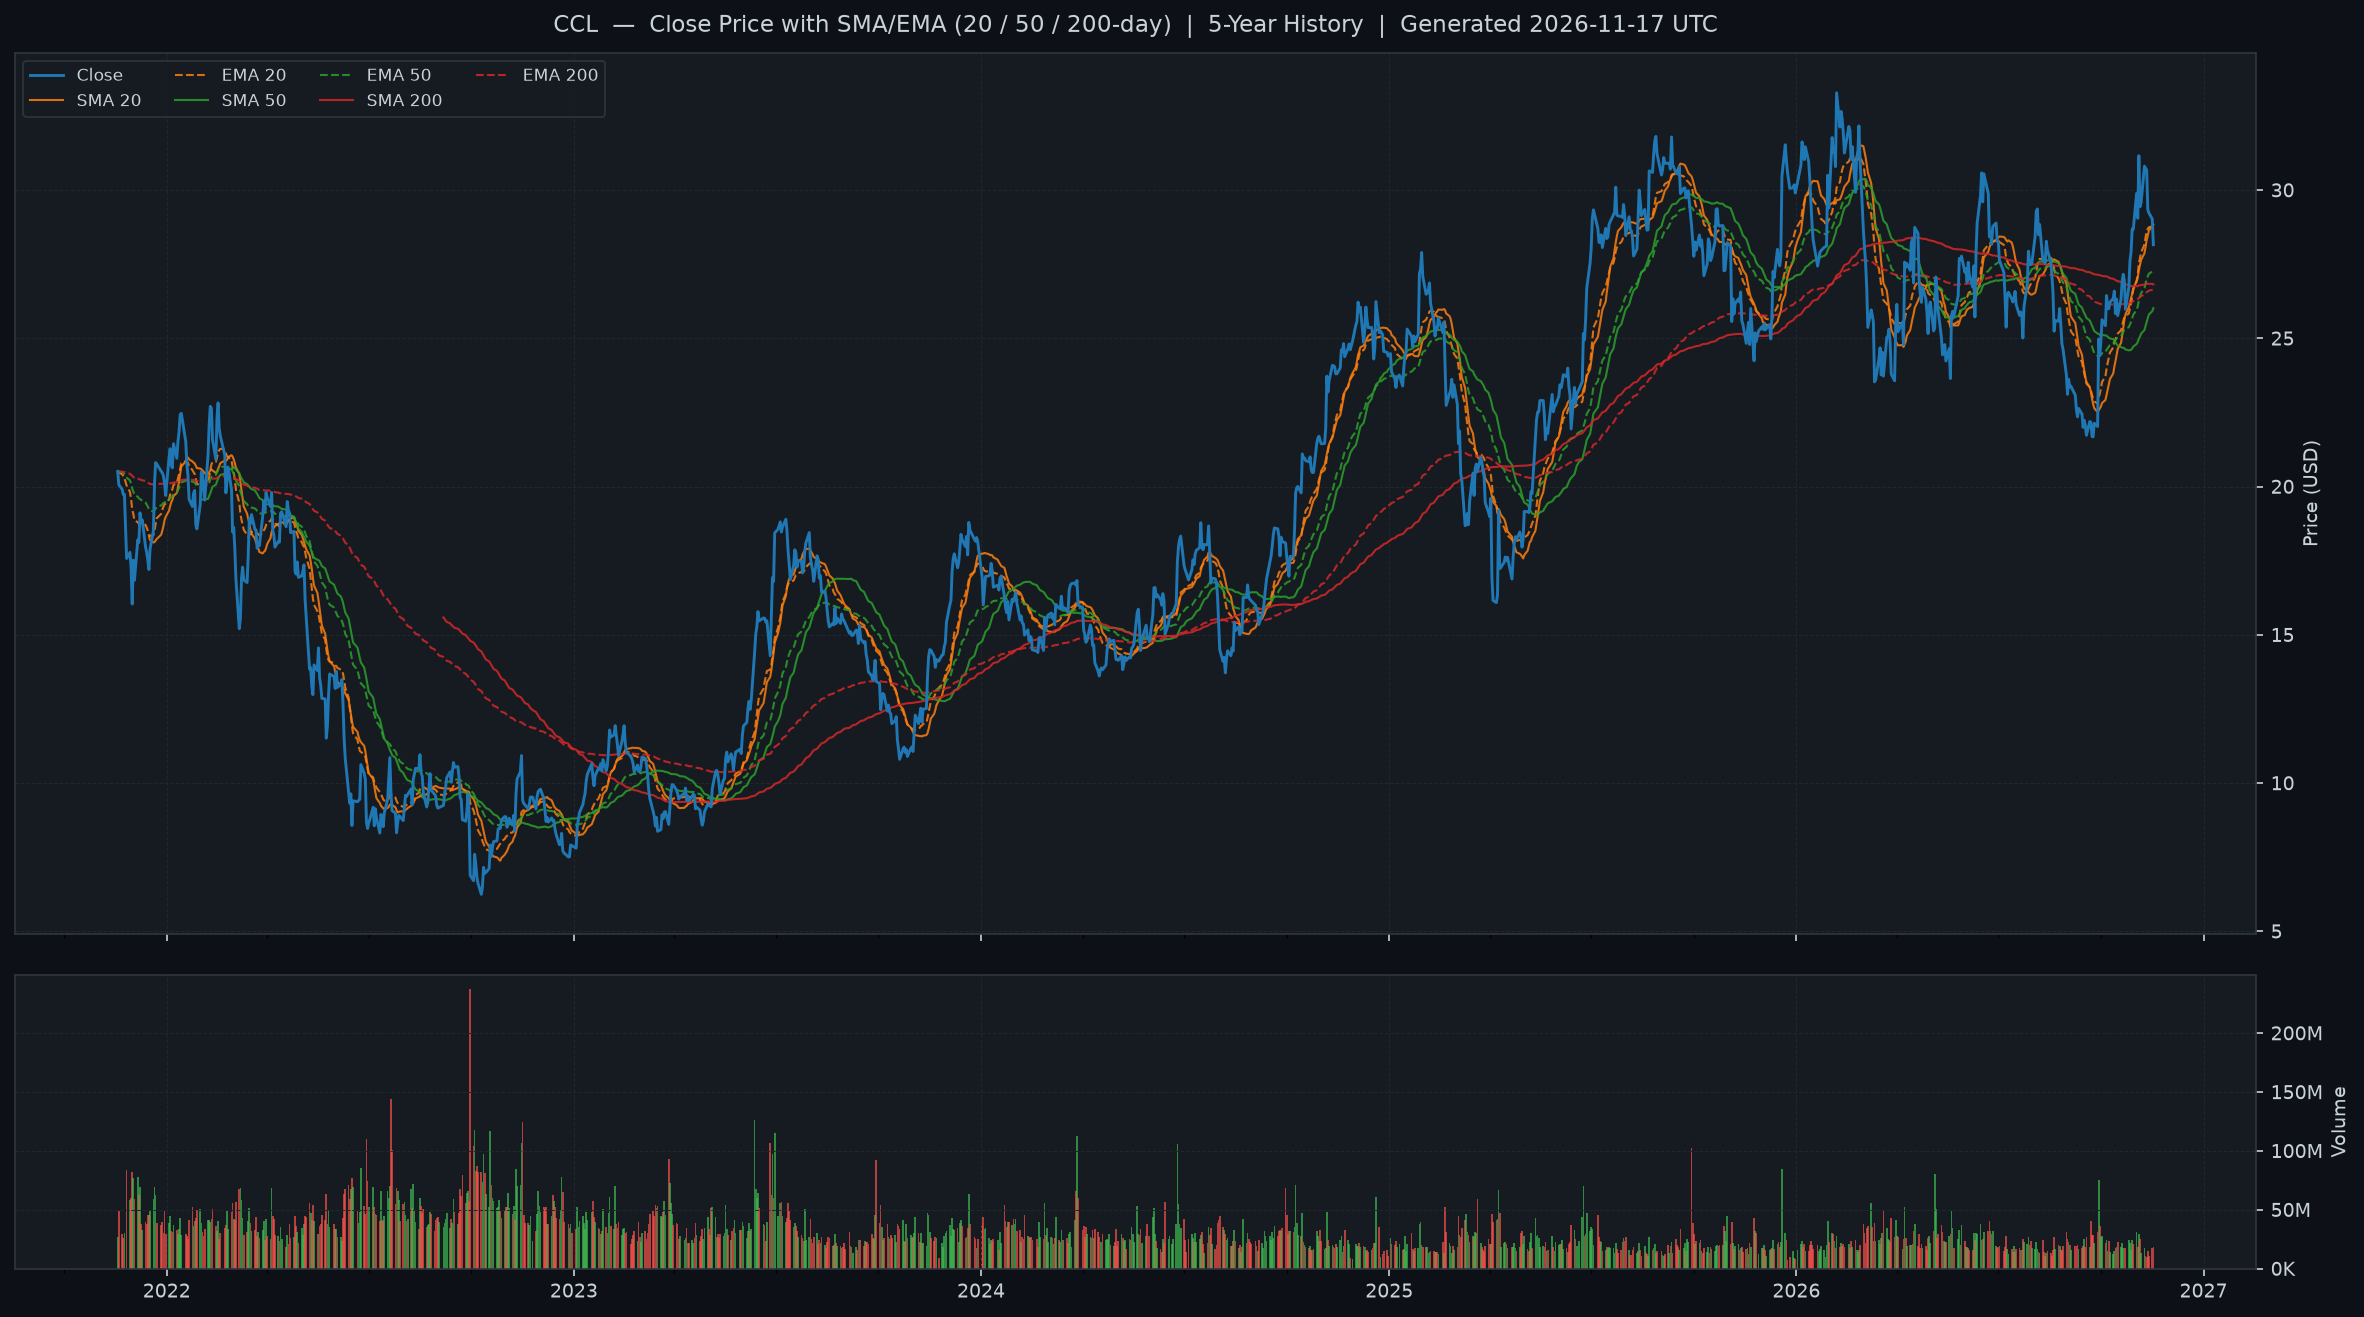 CCL — Close Price with SMA/EMA (20 / 50 / 200-day) | 5-Year History | Generated 2026-11-17 UTC
Close EMA 20 EMA 50 EMA 200
SMA 20 SMA 50 SMA 200
30
25
20
15
10
5
Price (USD)
200M
150M
100M
50M
0K
Volume
2022 2023 2024 2025 2026 2027